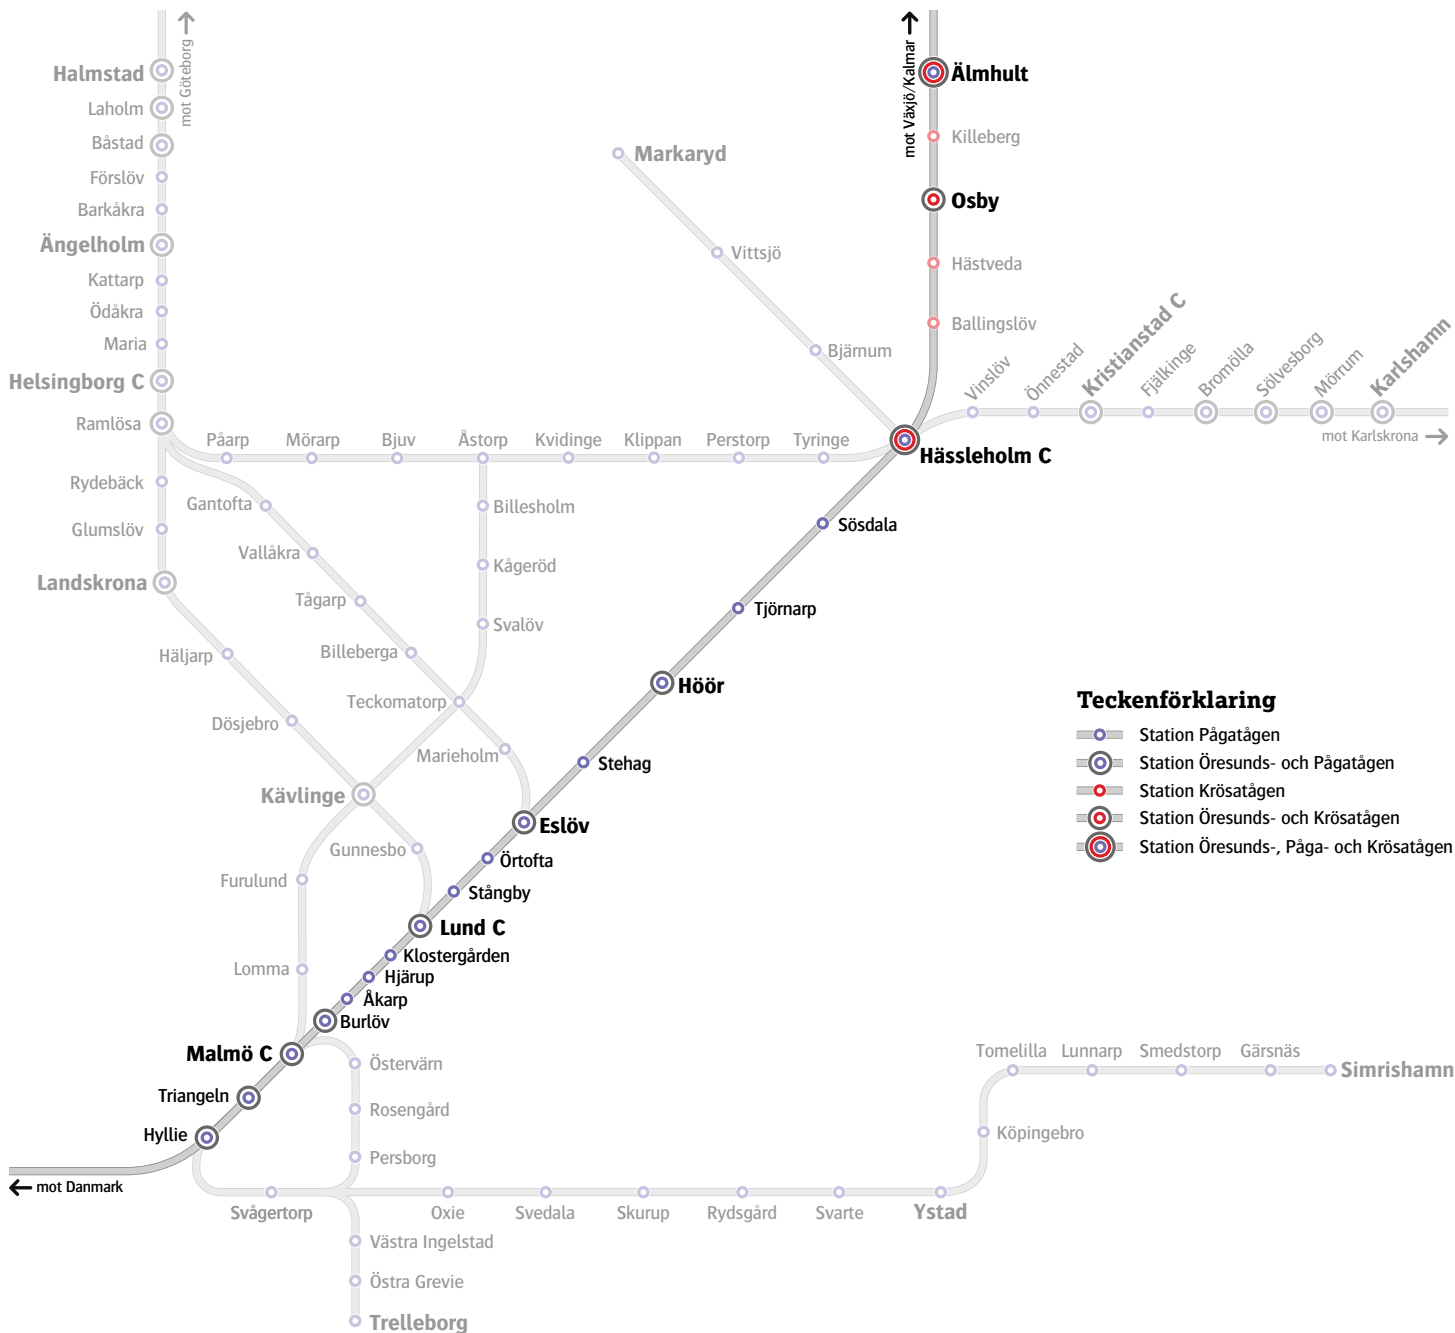 mot Göteborg
Halmstad
Laholm
Båstad
Förslöv
Barkåkra
Ängelholm
Kattarp
Ödåkra
Maria
Helsingborg C
Ramlösa
Rydebäck
Glumslöv
Landskrona
Häljarp
Dösjebro
Kävlinge
Furulund
Lomma
Gunnesbo
Påarp
Mörarp
Bjuv
Åstorp
Kvidinge
Klippan
Perstorp
Tyringe
Gantofta
Vallåkra
Tågarp
Billeberga
Teckomatorp
Marieholm
Billesholm
Kågeröd
Svalöv
Markaryd
Vittsjö
Bjärnum
mot Växjö/Kalmar
Älmhult
Killeberg
Osby
Hästveda
Ballingslöv
Hässleholm C
Vinslöv
Önnestad
Kristianstad C
Fjälkinge
Bromölla
Sölvesborg
Mörrum
Karlshamn
mot Karlskrona
Sösdala
Tjörnarp
Höör
Stehag
Eslöv
Örtofta
Stångby
Lund C
Klostergården
Hjärup
Åkarp
Burlöv
Malmö C
Triangeln
Hyllie
mot Danmark
Östervärn
Rosengård
Persborg
Svågertorp
Västra Ingelstad
Östra Grevie
Trelleborg
Oxie
Svedala
Skurup
Rydsgård
Svarte
Ystad
Köpingebro
Tomelilla
Lunnarp
Smedstorp
Gärsnäs
Simrishamn
Teckenförklaring
Station Pågatågen
Station Öresunds- och Pågatågen
Station Krösatågen
Station Öresunds- och Krösatågen
Station Öresunds-, Påga- och Krösatågen